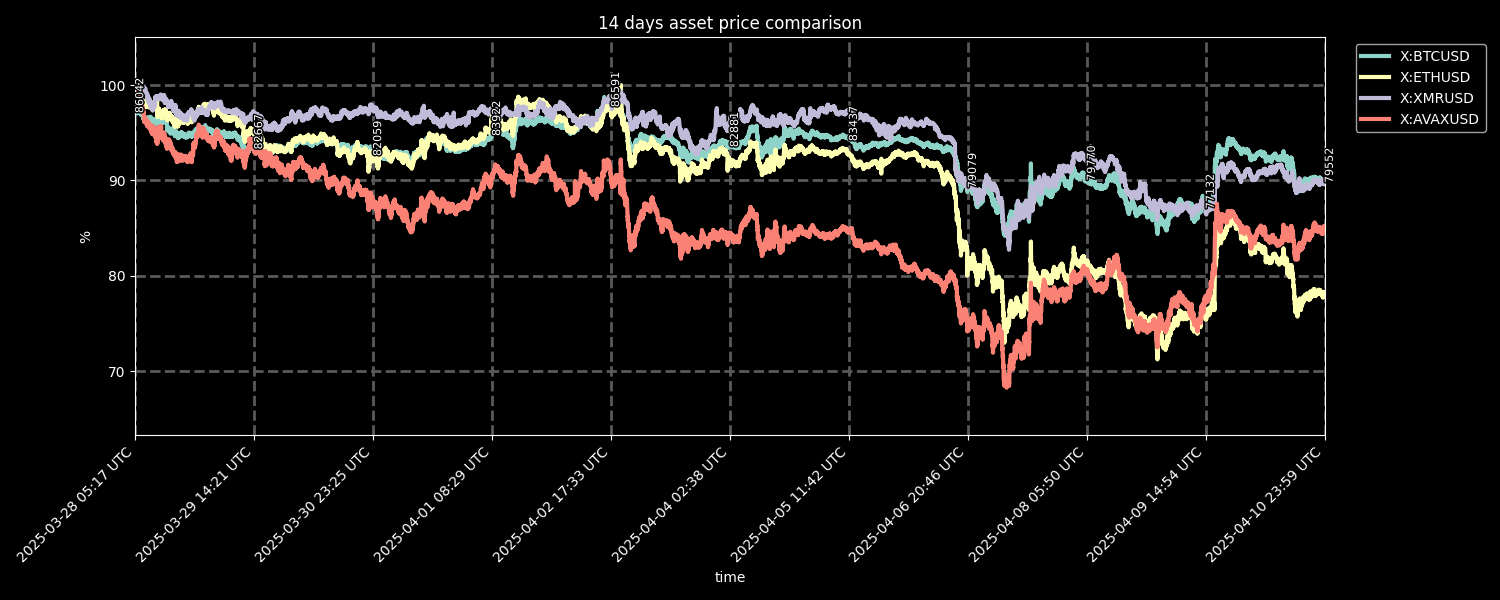 14 days asset price comparison
X:BTCUSD
X:ETHUSD
X:XMRUSD
X:AVAXUSD
100
90
80
70
%
86042
82667
82059
83922
86591
82881
83437
79079
79770
77132
79552
2025-03-28 05:17 UTC
2025-03-29 14:21 UTC
2025-03-30 23:25 UTC
2025-04-01 08:29 UTC
2025-04-02 17:33 UTC
2025-04-04 02:38 UTC
2025-04-05 11:42 UTC
2025-04-06 20:46 UTC
2025-04-08 05:50 UTC
2025-04-09 14:54 UTC
2025-04-10 23:59 UTC
time